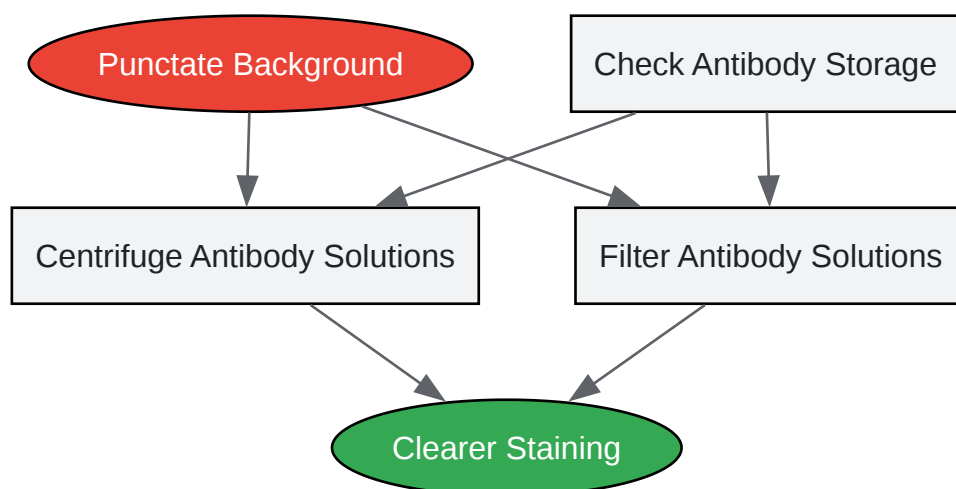 Punctate Background
Check Antibody Storage
Centrifuge Antibody Solutions
Filter Antibody Solutions
Clearer Staining